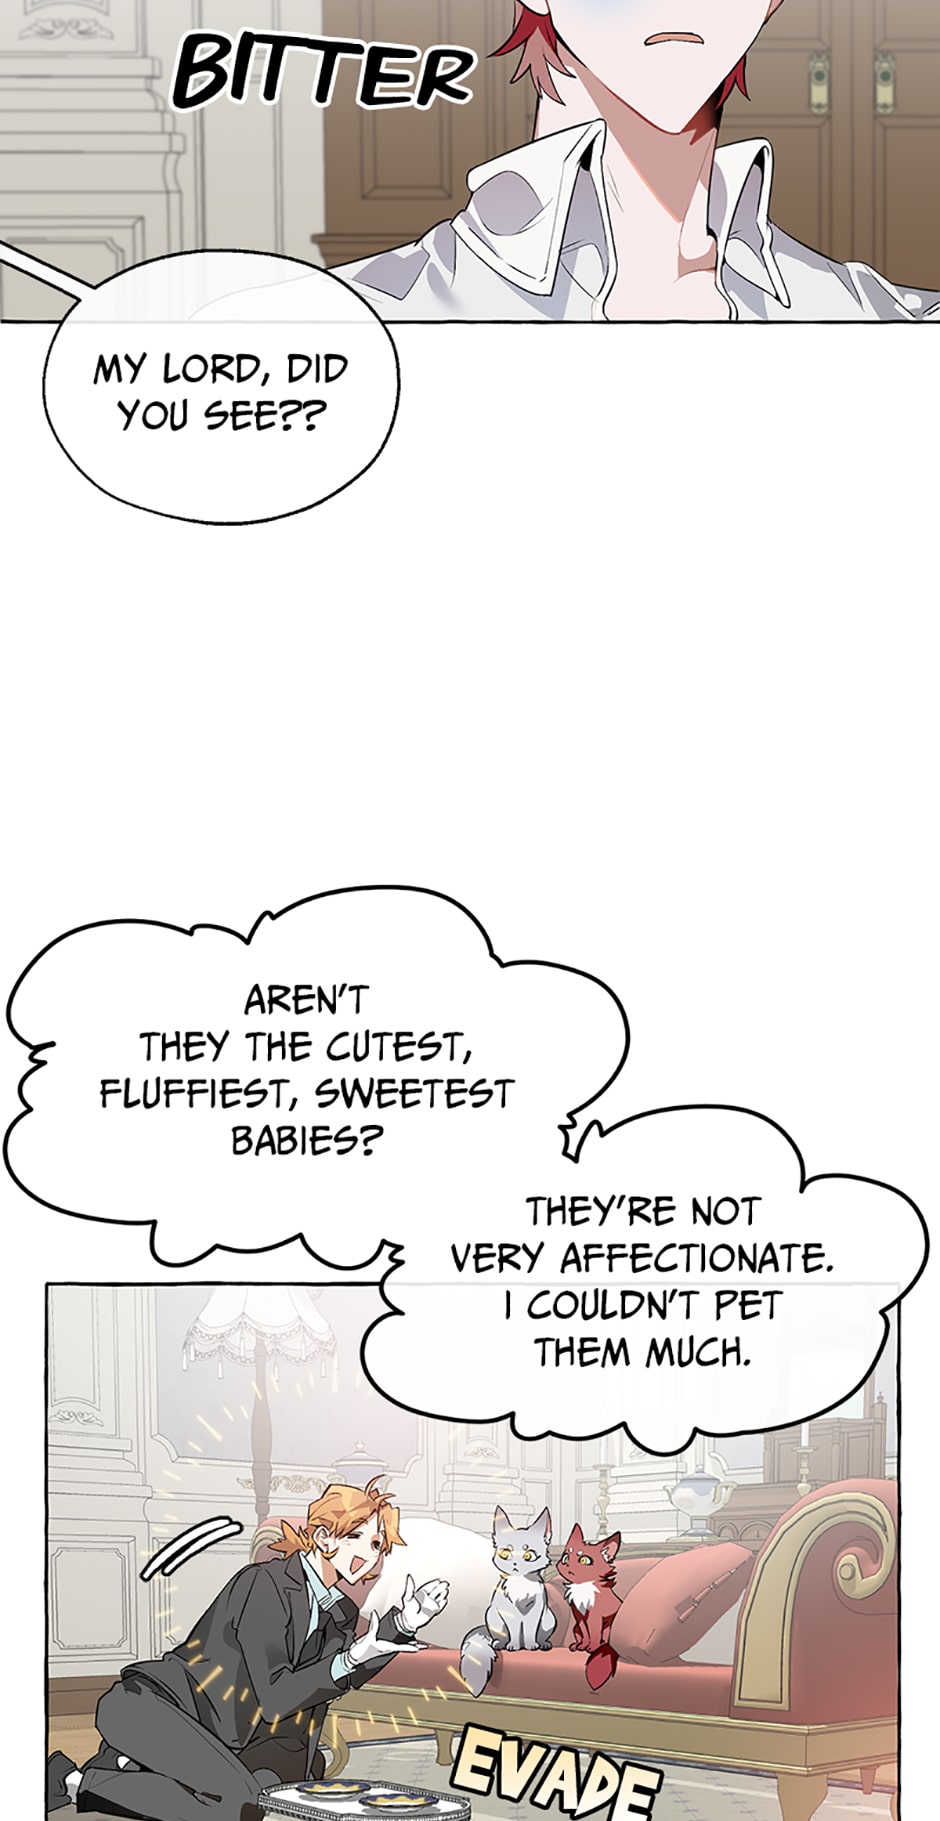 BITTER
MY LORD, DID
YOU SEE??
AREN'T
THEY THE CUTEST,
FLUFFIEST, SWEETEST
BABIES?
THEY'RE NOT
VERY AFFECTIONATE.
I COULDN'T PET
THEM MUCH.
EVADE